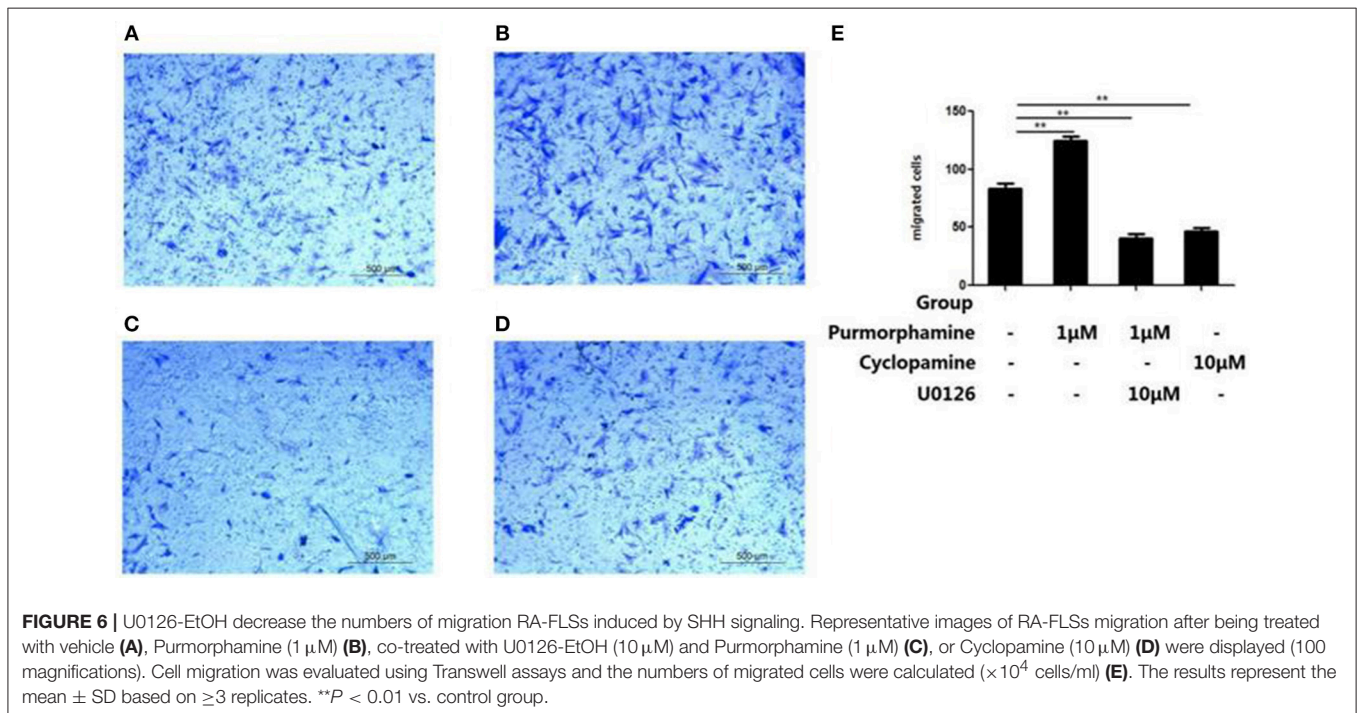 A
B
E
500 µm
500 µm
C
D
500 µm
500 µm
migrated cells
150
100
50
0
**
**
**
Group
Purmorphamine - 1µM 1µM -
Cyclopamine - - - 10µM
U0126 - - 10µM -
FIGURE 6 | U0126-EtOH decrease the numbers of migration RA-FLSs induced by SHH signaling. Representative images of RA-FLSs migration after being treated
with vehicle (A), Purmorphamine (1 µM) (B), co-treated with U0126-EtOH (10 µM) and Purmorphamine (1 µM) (C), or Cyclopamine (10 µM) (D) were displayed (100
magnifications). Cell migration was evaluated using Transwell assays and the numbers of migrated cells were calculated (×10⁴ cells/ml) (E). The results represent the
mean ± SD based on ≥3 replicates. **P < 0.01 vs. control group.